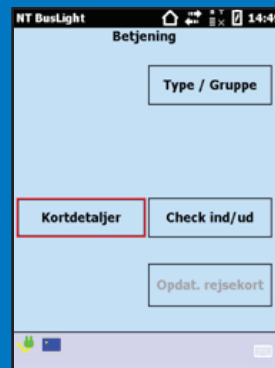 NT BusLight 14:4
Betjening
Type / Gruppe
Kortdetaljer Check ind/ud
Opdat. rejsekort